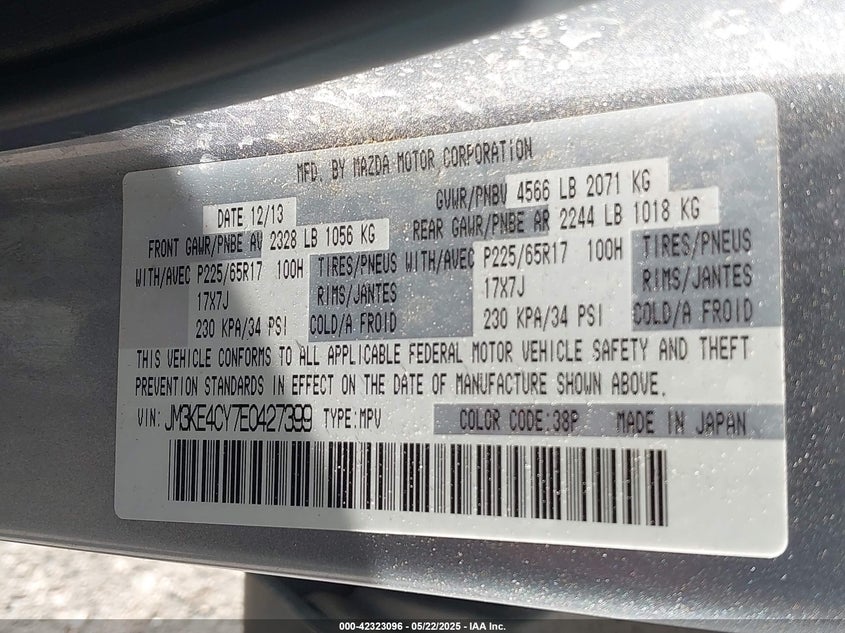 MFD. BY MAZDA MOTOR CORPORATION
DATE 12/13 GVWR/PNBV 4566 LB 2071 KG
FRONT GAWR/PNBE AV 2328 LB 1056 KG REAR GAWR/PNBE AR 2244 LB 1018 KG
WITH/AVEC P225/65R17 100H TIRES/PNEUS WITH/AVEC P225/65R17 100H TIRES/PNEUS
17X7J RIMS/JANTES 17X7J RIMS/JANTES
230 KPA/34 PSI COLD/A FROID 230 KPA/34 PSI COLD/A FROID
THIS VEHICLE CONFORMS TO ALL APPLICABLE FEDERAL MOTOR VEHICLE SAFETY AND THEFT
PREVENTION STANDARDS IN EFFECT ON THE DATE OF MANUFACTURE SHOWN ABOVE.
VIN: JM3KE4CY7E0427399 TYPE:MPV COLOR CODE:38P MADE IN JAPAN
000-42323096 - 05/22/2025 - IAA Inc.